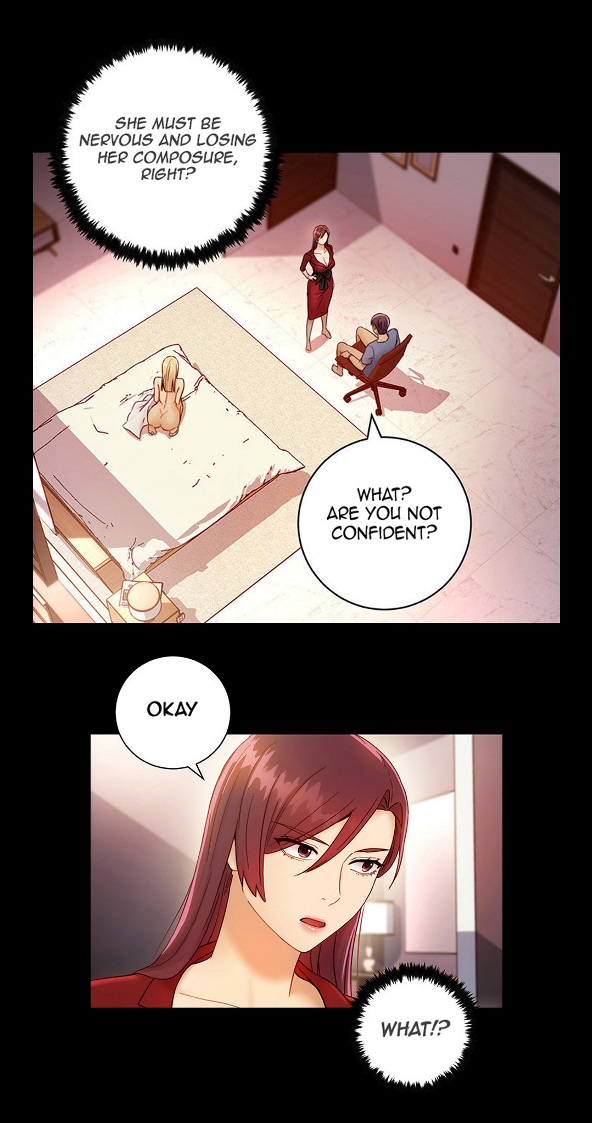 SHE MUST BE
NERVOUS AND LOSING
HER COMPOSURE,
RIGHT?
WHAT?
ARE YOU NOT
CONFIDENT?
OKAY
WHAT!?